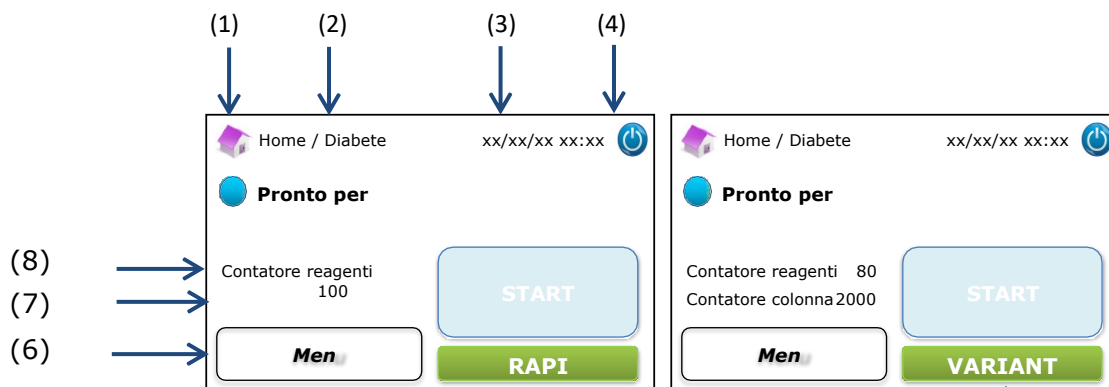 (1) (2) (3) (4)
Home / Diabete xx/xx/xx xx:xx
Pronto per
(8)
Contatore reagenti
100
START
(7)
(6)
Menu
RAPI
Home / Diabete xx/xx/xx xx:xx
Pronto per
Contatore reagenti 80
Contatore colonna 2000
START
Menu
VARIANT